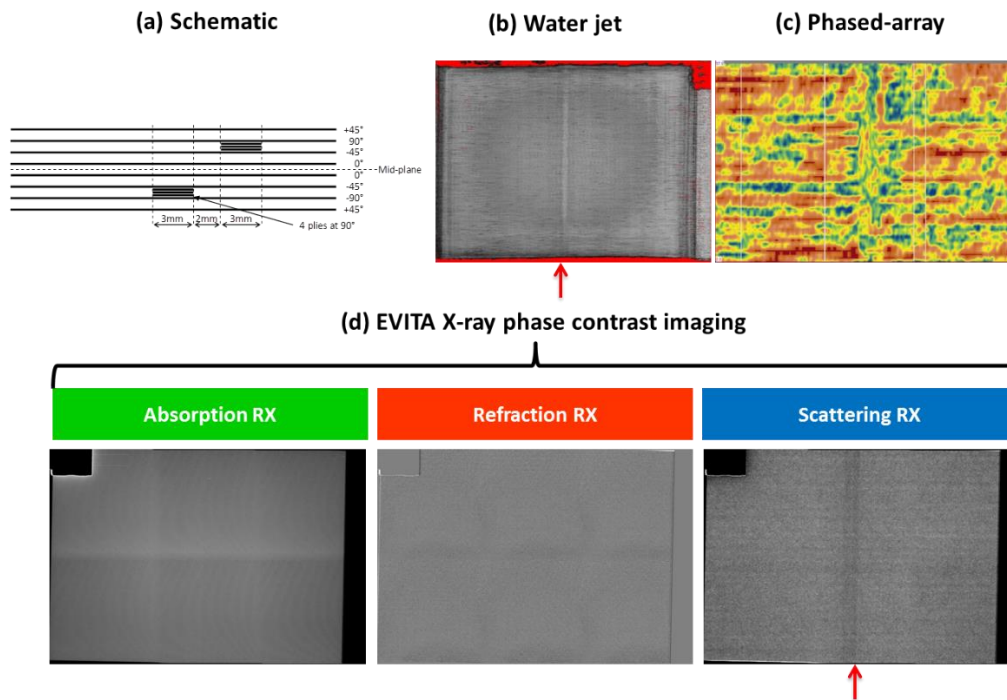 (a) Schematic
(b) Water jet
(c) Phased-array
+45°
90°
-45°
0°
Mid-plane
0°
-45°
-90°
+45°
3mm 2mm 3mm
4 plies at 90°
(d) EVITA X-ray phase contrast imaging
Absorption RX
Refraction RX
Scattering RX